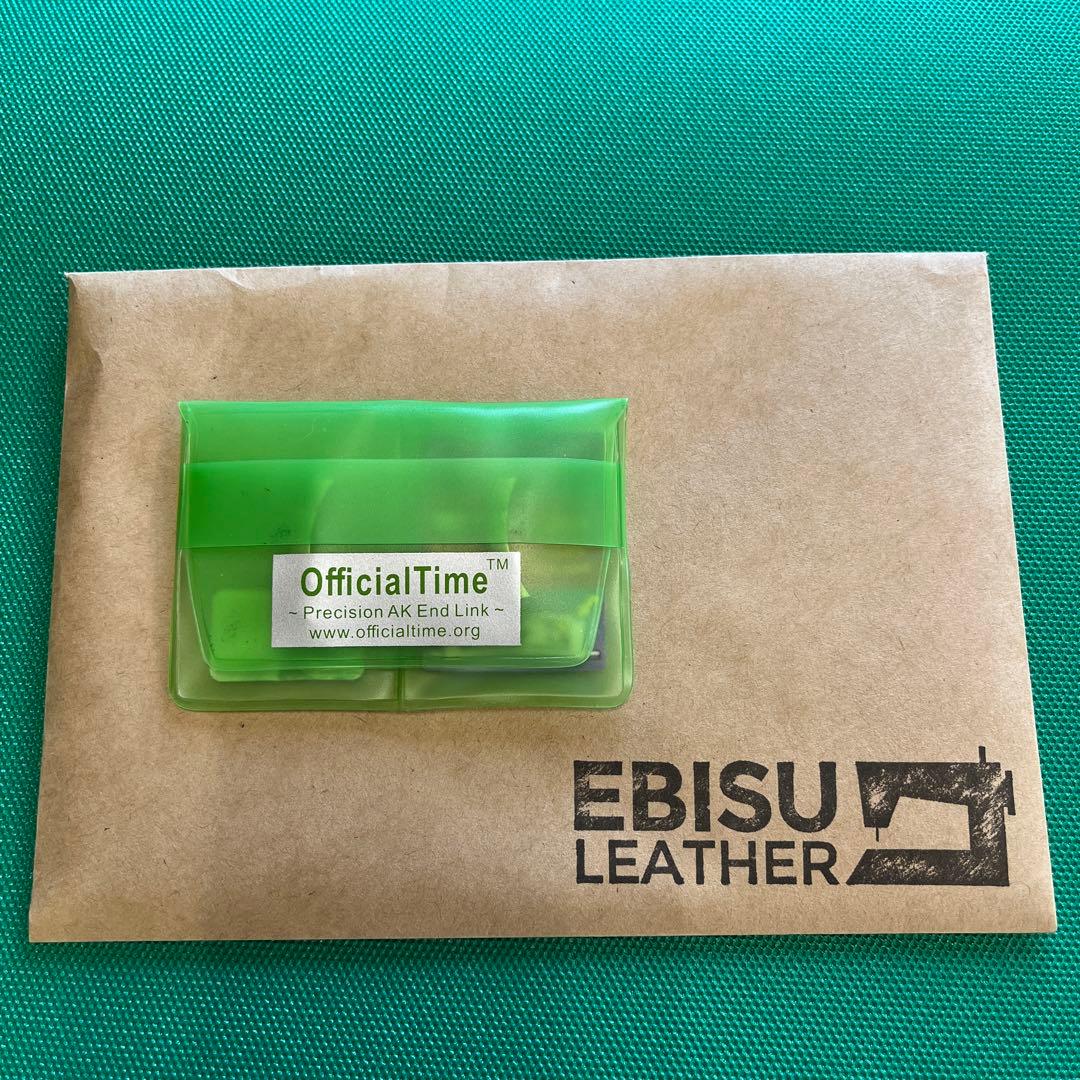 OfficialTime™
~ Precision AK End Link ~
www.officialtime.org
EBISU
LEATHER